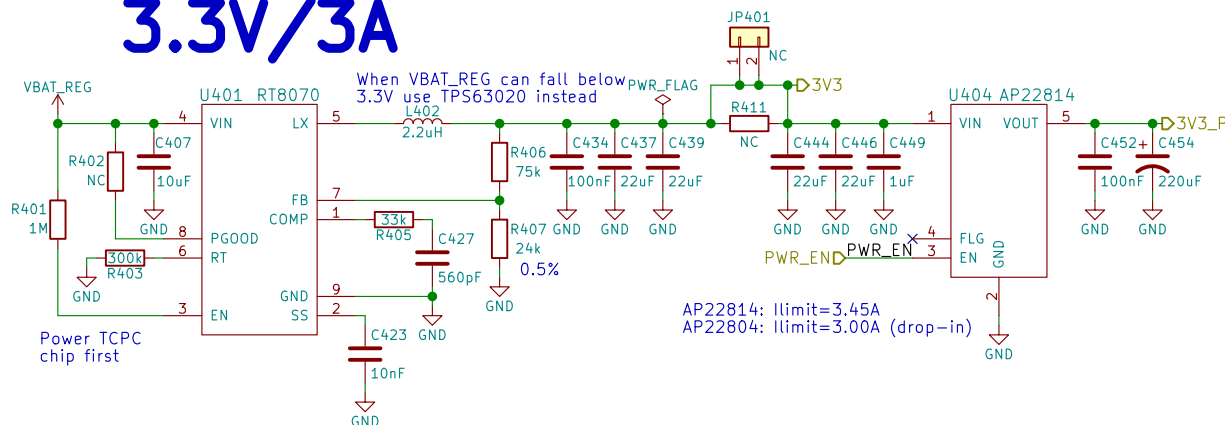 3.3V/3A
JP401
NC
1
2
When VBAT_REG can fall below
3.3V use TPS63020 instead
PWR_FLAG
3V3
VBAT_REG
U401
RT8070
L402
2.2uH
R411
NC
U404
AP22814
4
VIN
LX
5
1
VIN
VOUT
5
3V3_P
C407
10uF
GND
R402
NC
R406
75k
C434
100nF
GND
C437
22uF
GND
C439
22uF
GND
C444
22uF
GND
C446
22uF
GND
C449
1uF
GND
C452
100nF
GND
C454
+
220uF
GND
R401
1M
FB
7
COMP
1
33k
R405
R407
24k
0.5%
GND
8
PGOOD
6
RT
300k
R403
GND
C427
560pF
4
FLG
3
EN
GND
2
GND
PWR_EN
PWR_EN
GND
9
GND
3
EN
SS
2
C423
10nF
GND
Power TCPC
chip first
AP22814: Ilimit=3.45A
AP22804: Ilimit=3.00A (drop-in)